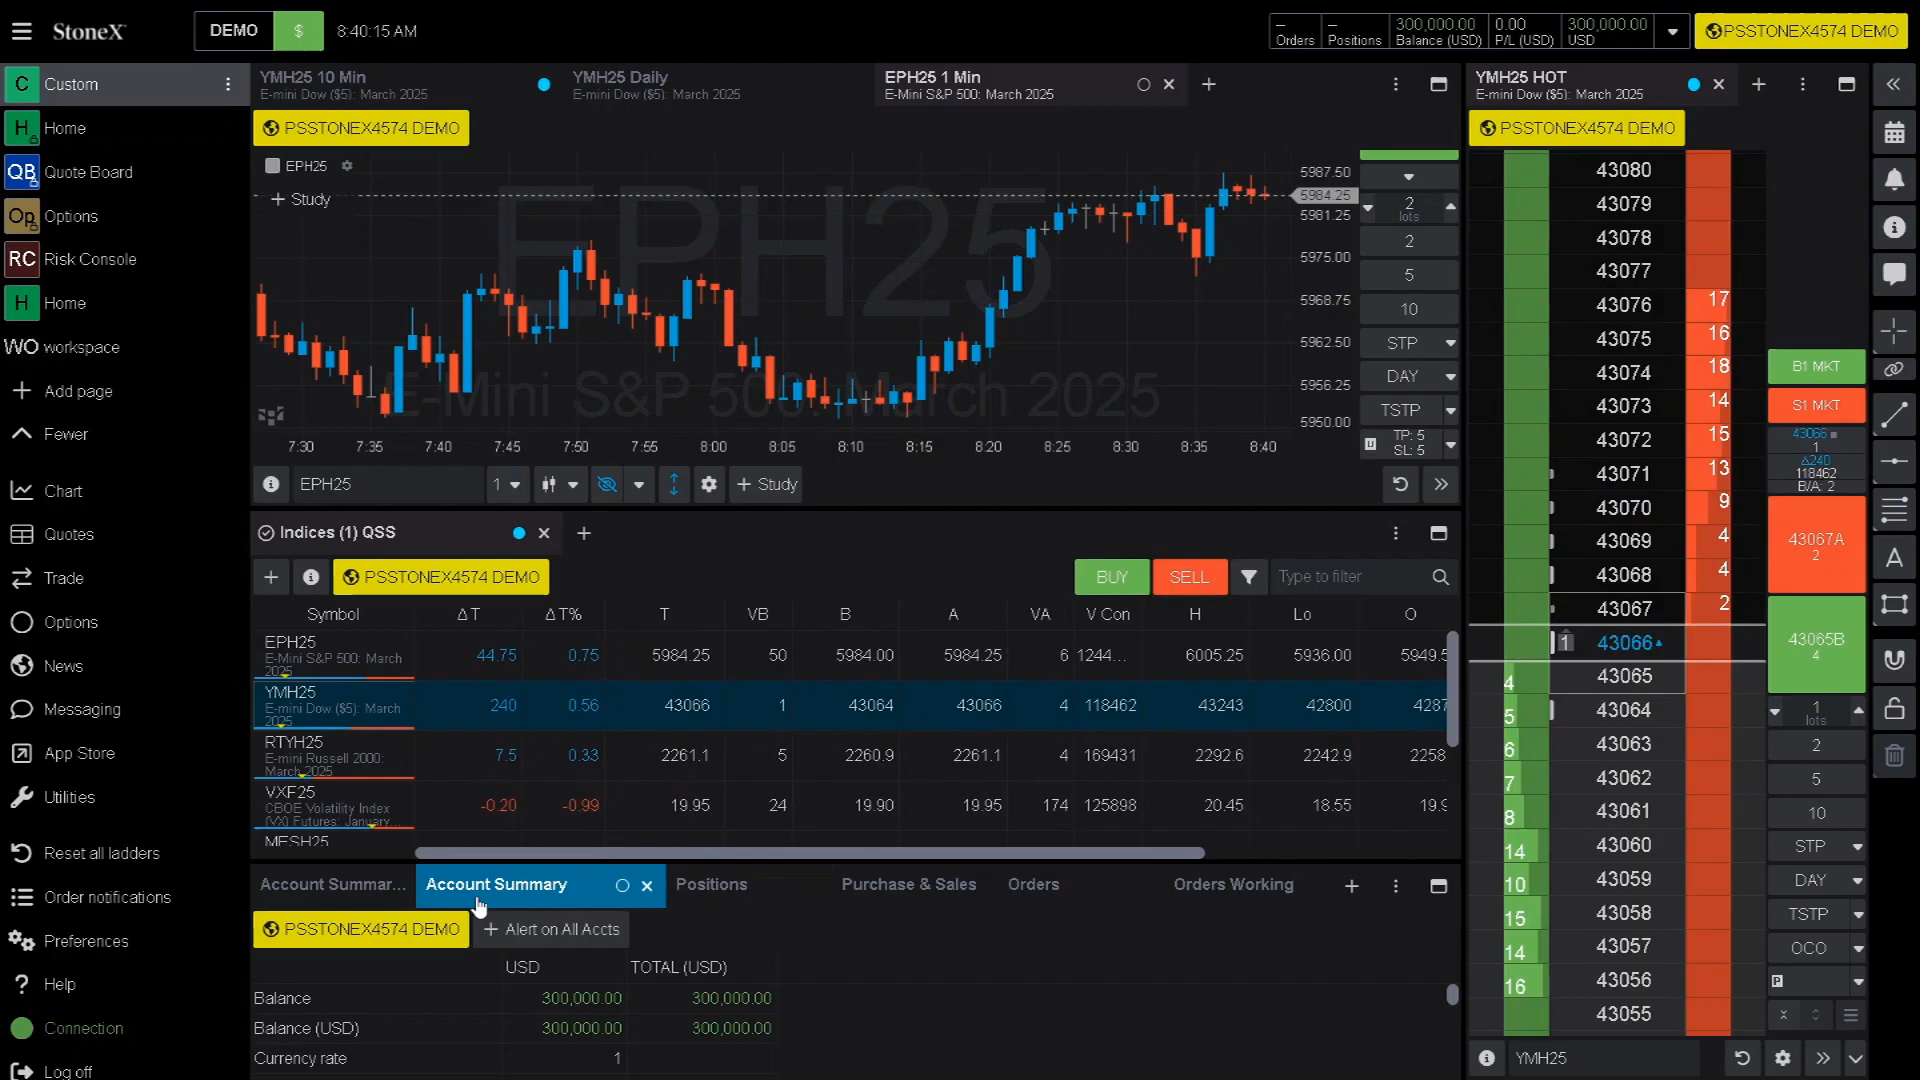 StoneX
DEMO $ 8:40:15 AM
– Orders
– Positions
300,000.00 Balance (USD)
0.00 P/L (USD)
300,000.00 USD
PSSTONEX4574 DEMO
C Custom
H Home
QB Quote Board
Op Options
RC Risk Console
H Home
WO workspace
Add page
Fewer
Chart
Quotes
Trade
Options
News
Messaging
App Store
Utilities
Reset all ladders
Order notifications
Preferences
Help
Connection
Log off
YMH25 10 Min
E-mini Dow ($5): March 2025
YMH25 Daily
E-mini Dow ($5): March 2025
EPH25 1 Min
E-Mini S&P 500: March 2025
PSSTONEX4574 DEMO
EPH25
+ Study
EPH25
E-Mini S&P 500: March 2025
5987.50
5984.25
5981.25
5975.00
5968.75
5962.50
5956.25
5950.00
7:30 7:35 7:40 7:45 7:50 7:55 8:00 8:05 8:10 8:15 8:20 8:25 8:30 8:35 8:40
2
lots
2
5
10
STP
DAY
TSTP
TP: 5
SL: 5
EPH25 1 + Study
Indices (1) QSS
PSSTONEX4574 DEMO BUY SELL Type to filter
Symbol ΔT ΔT% T VB B A VA V Con H Lo O
EPH25 44.75 0.75 5984.25 50 5984.00 5984.25 6 1244... 6005.25 5936.00 5949.5
E-Mini S&P 500: March 2025
YMH25 240 0.56 43066 1 43064 43066 4 118462 43243 42800 4287
E-mini Dow ($5): March 2025
RTYH25 7.5 0.33 2261.1 5 2260.9 2261.1 4 169431 2292.6 2242.9 2258
E-mini Russell 2000: March 2025
VXF25 -0.20 -0.99 19.95 24 19.90 19.95 174 125898 20.45 18.55 19.9
CBOE Volatility Index (VX) Futures: January...
MESH25
Account Summar... Account Summary Positions Purchase & Sales Orders Orders Working
PSSTONEX4574 DEMO + Alert on All Accts
USD TOTAL (USD)
Balance 300,000.00 300,000.00
Balance (USD) 300,000.00 300,000.00
Currency rate 1
YMH25 HOT
E-mini Dow ($5): March 2025
PSSTONEX4574 DEMO
43080
43079
43078
43077
43076 17
43075 16
43074 18
43073 14
43072 15
43071 13
43070 9
43069 4
43068 4
43067 2
1 43066
4 43065
5 43064
6 43063
7 43062
8 43061
14 43060
10 43059
15 43058
14 43057
16 43056
43055
B1 MKT
S1 MKT
43066
1
Δ240
118462
B/A: 2
43067A
2
43065B
4
1
lots
2
5
10
STP
DAY
TSTP
OCO
P
YMH25